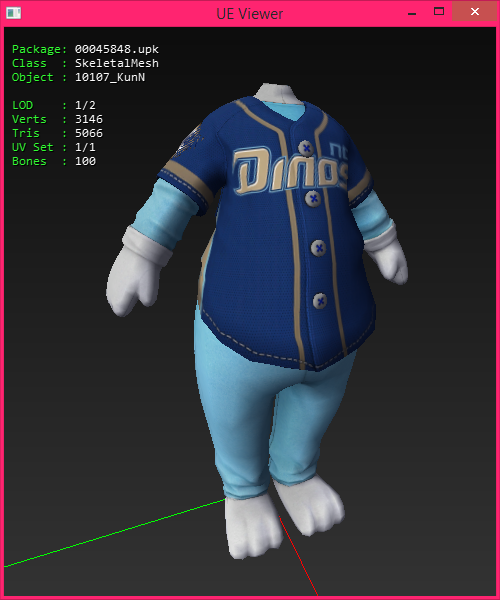 UE Viewer
Package: 00045848.upk
Class : SkeletalMesh
Object : 10107_KunN
LOD : 1/2
Verts : 3146
Tris : 5066
UV Set : 1/1
Bones : 100
nc
Dinos